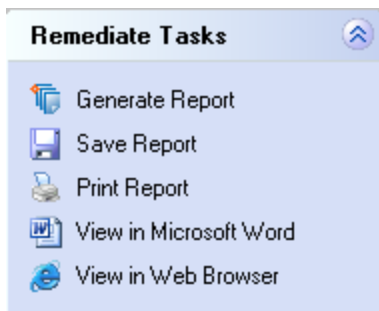 Remediate Tasks
Generate Report
Save Report
Print Report
View in Microsoft Word
View in Web Browser